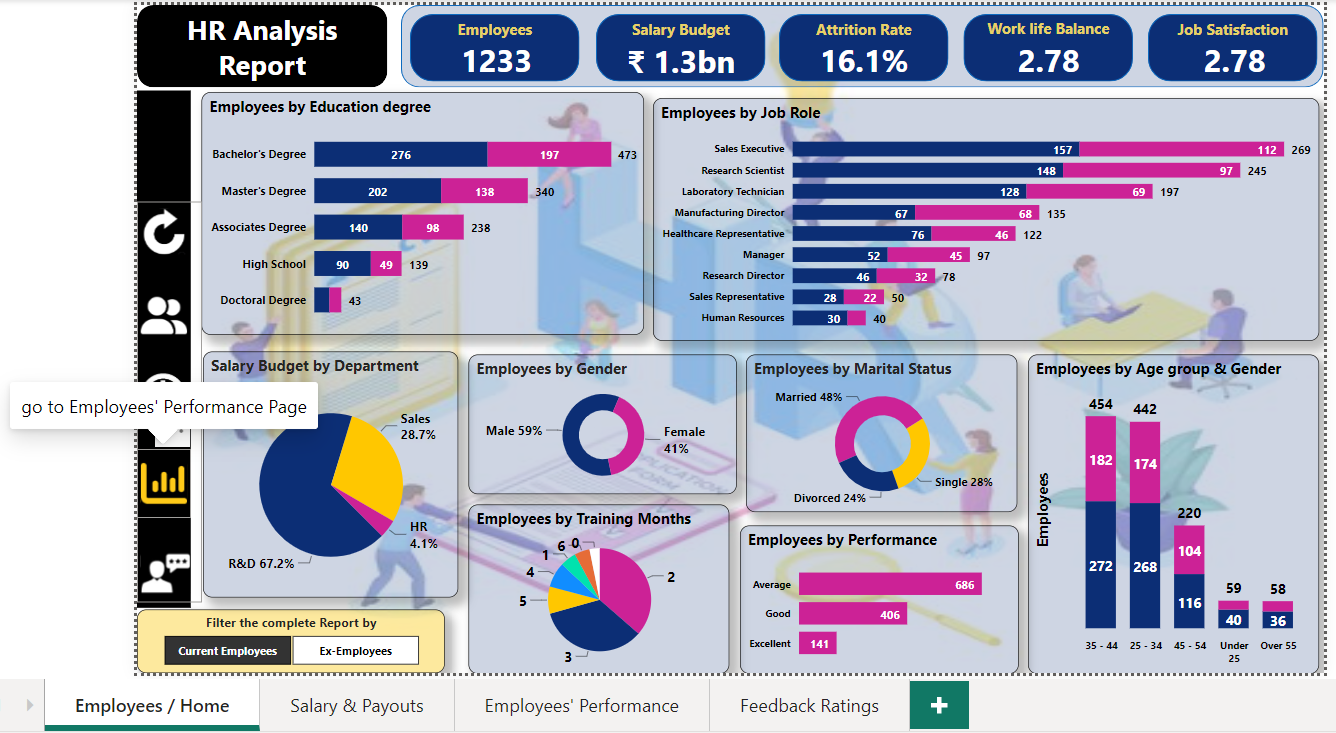 HR Analysis
Report
Employees
1233
Salary Budget
₹ 1.3bn
Attrition Rate
16.1%
Work life Balance
2.78
Job Satisfaction
2.78
Employees by Education degree
Bachelor's Degree 276 197 473
Master's Degree 202 138 340
Associates Degree 140 98 238
High School 90 49 139
Doctoral Degree 43
Employees by Job Role
Sales Executive 157 112 269
Research Scientist 148 97 245
Laboratory Technician 128 69 197
Manufacturing Director 67 68 135
Healthcare Representative 76 46 122
Manager 52 45 97
Research Director 46 32 78
Sales Representative 28 22 50
Human Resources 30 40
go to Employees' Performance Page
Salary Budget by Department
Sales
28.7%
HR
4.1%
R&D 67.2%
Employees by Gender
Male 59%
Female
41%
Employees by Training Months
0
6
1
4
5
3
2
Employees by Marital Status
Married 48%
Single 28%
Divorced 24%
Employees by Performance
Average 686
Good 406
Excellent 141
Employees by Age group & Gender
Employees
454 442 220 59 58
182 174 104
272 268 116 40 36
35 - 44 25 - 34 45 - 54 Under Over 55
25
Filter the complete Report by
Current Employees Ex-Employees
Employees / Home Salary & Payouts Employees' Performance Feedback Ratings +